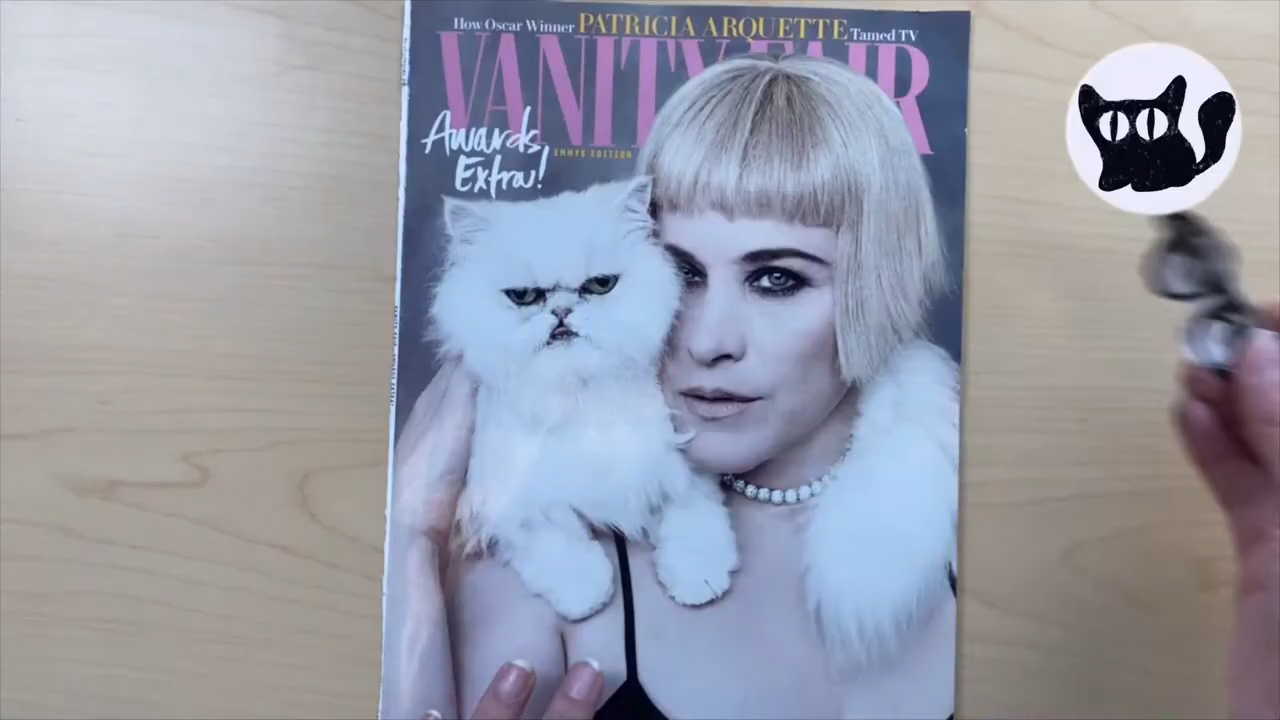 How Oscar Winner PATRICIA ARQUETTE Tamed TV
VANITY FAIR
Awards
Extra!
EMMYS EDITION